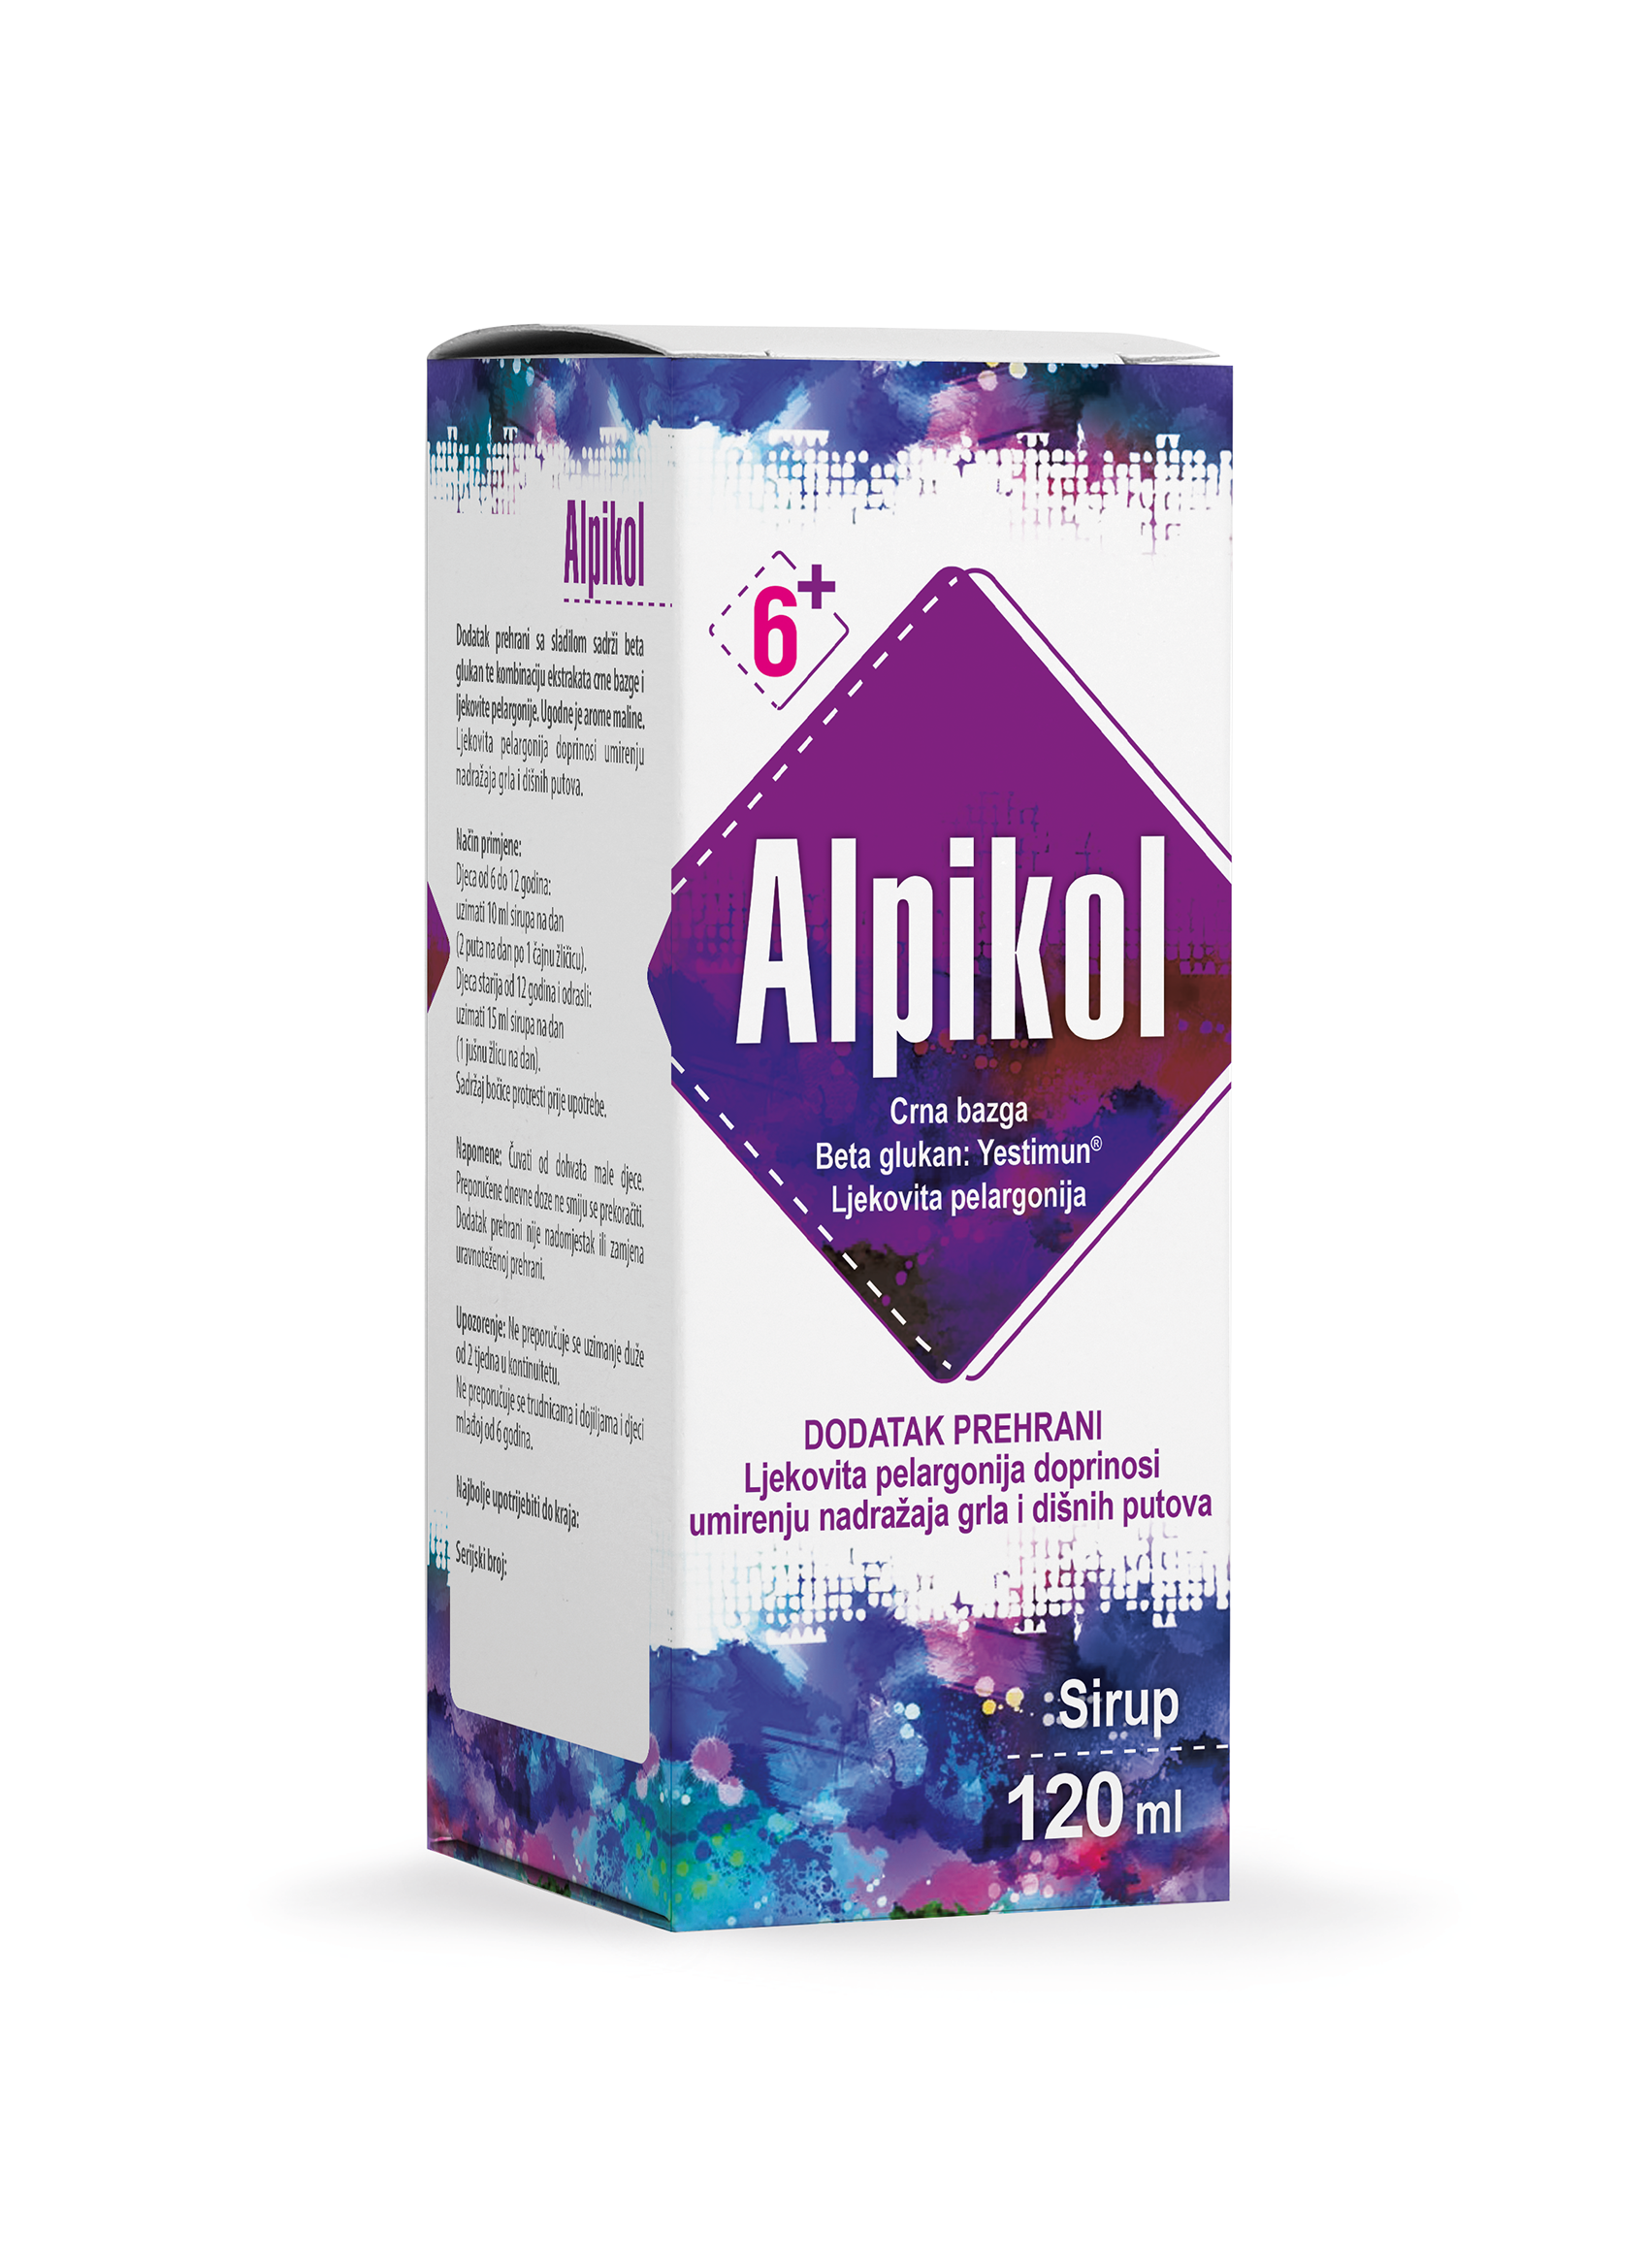 Alpikol
Dodatak prehrani sa sladilom sadrži beta
glukan te kombinaciju ekstrakata crne bazge i
ljekovite pelargonije. Ugodne je arome maline.
Ljekovita pelargonija doprinosi umirenju
nadražaja grla i dišnih putova.
Način primjene:
Djeca od 6 do 12 godina:
uzimati 10 ml sirupa na dan
(2 puta na dan po 1 čajnu žličicu).
Djeca starija od 12 godina i odrasli:
uzimati 15 ml sirupa na dan
(1 jušnu žlicu na dan).
Sadržaj bočice protresti prije upotrebe.
Napomene: Čuvati od dohvata male djece.
Preporučene dnevne doze ne smiju se prekoračiti.
Dodatak prehrani nije nadomjestak ili zamjena
uravnoteženoj prehrani.
Upozorenje: Ne preporučuje se uzimanje duže
od 2 tjedna u kontinuitetu.
Ne preporučuje se trudnicama i dojiljama i djeci
mlađoj od 6 godina.
Najbolje upotrijebiti do kraja:
Serijski broj:
6+
Alpikol
Crna bazga
Beta glukan: Yestimun®
Ljekovita pelargonija
DODATAK PREHRANI
Ljekovita pelargonija doprinosi
umirenju nadražaja grla i dišnih putova
Sirup
120 ml